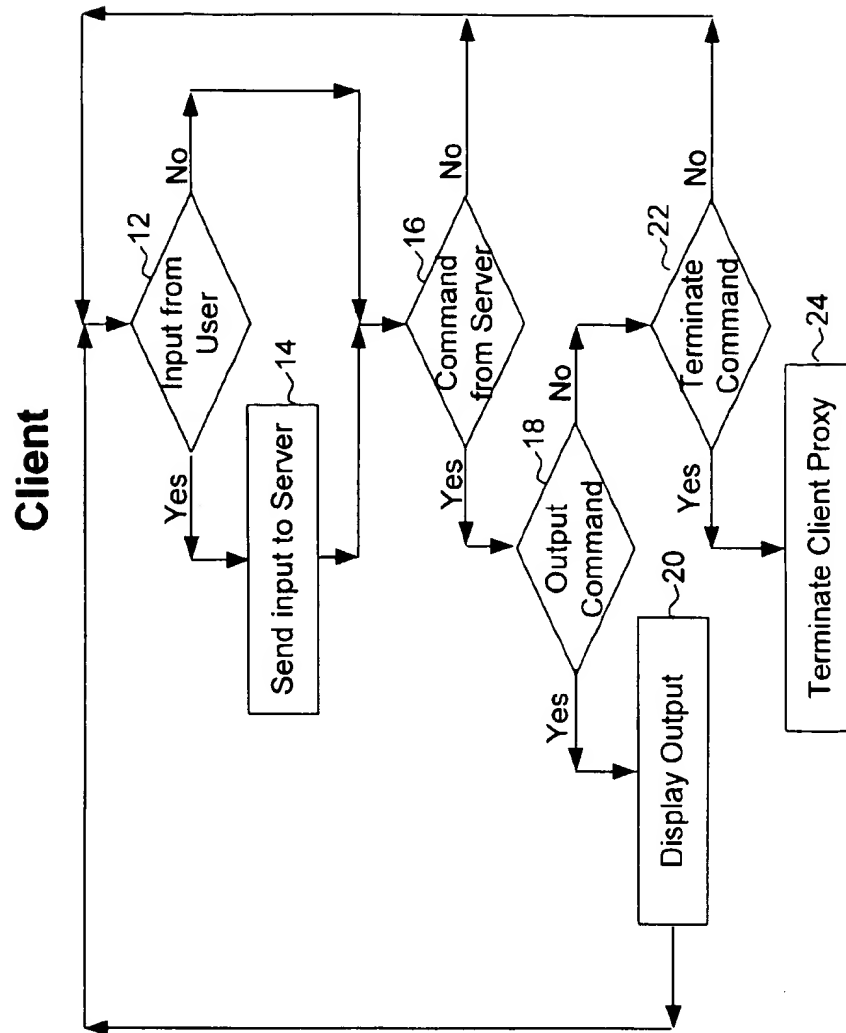 Client
Input from
User
12
No
Yes
Send input to Server
14
Command
from Server
16
No
Yes
Output
Command
18
No
Yes
Display Output
20
Terminate
Command
22
No
Yes
Terminate Client Proxy
24